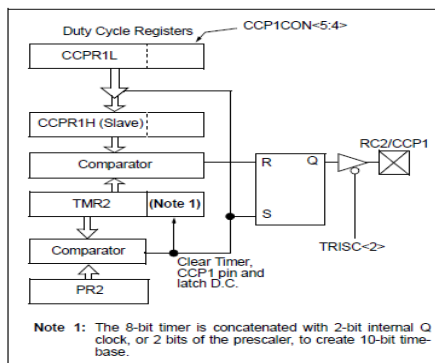 Duty Cycle Registers
CCP1CON<5:4>
CCPR1L
CCPR1H (Slave)
Comparator
R
Q
RC2/CCP1
TMR2
(Note 1)
S
TRISC<2>
Comparator
Clear Timer,
CCP1 pin and
latch D.C.
PR2
Note 1: The 8-bit timer is concatenated with 2-bit internal Q
clock, or 2 bits of the prescaler, to create 10-bit time-
base.